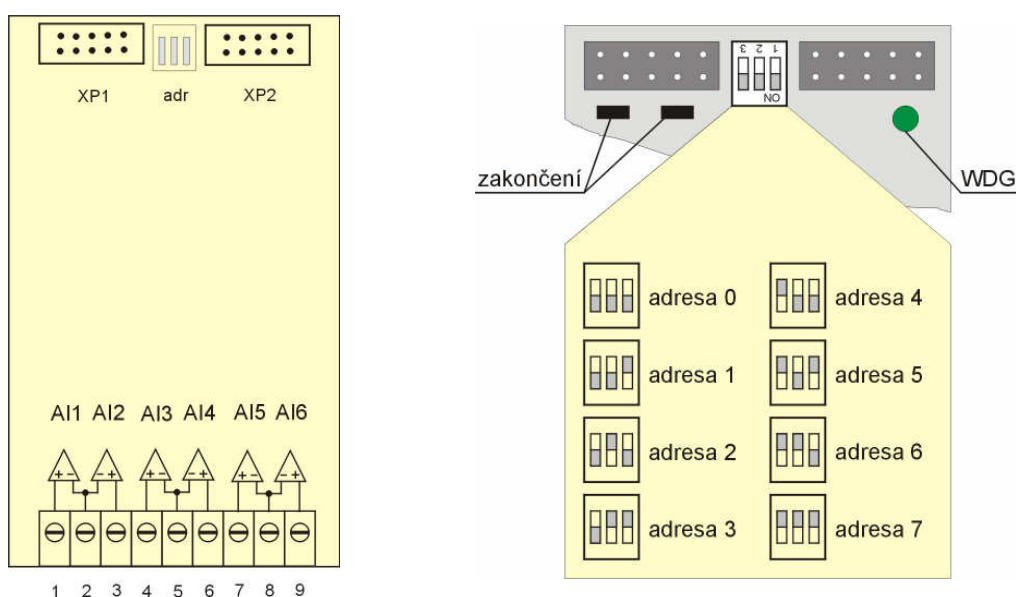 XP1 adr XP2
AI1 AI2 AI3 AI4 AI5 AI6
+ - - + + - - + + - - +
1 2 3 4 5 6 7 8 9
3 2 1
ON
zakončení WDG
adresa 0 adresa 4
adresa 1 adresa 5
adresa 2 adresa 6
adresa 3 adresa 7